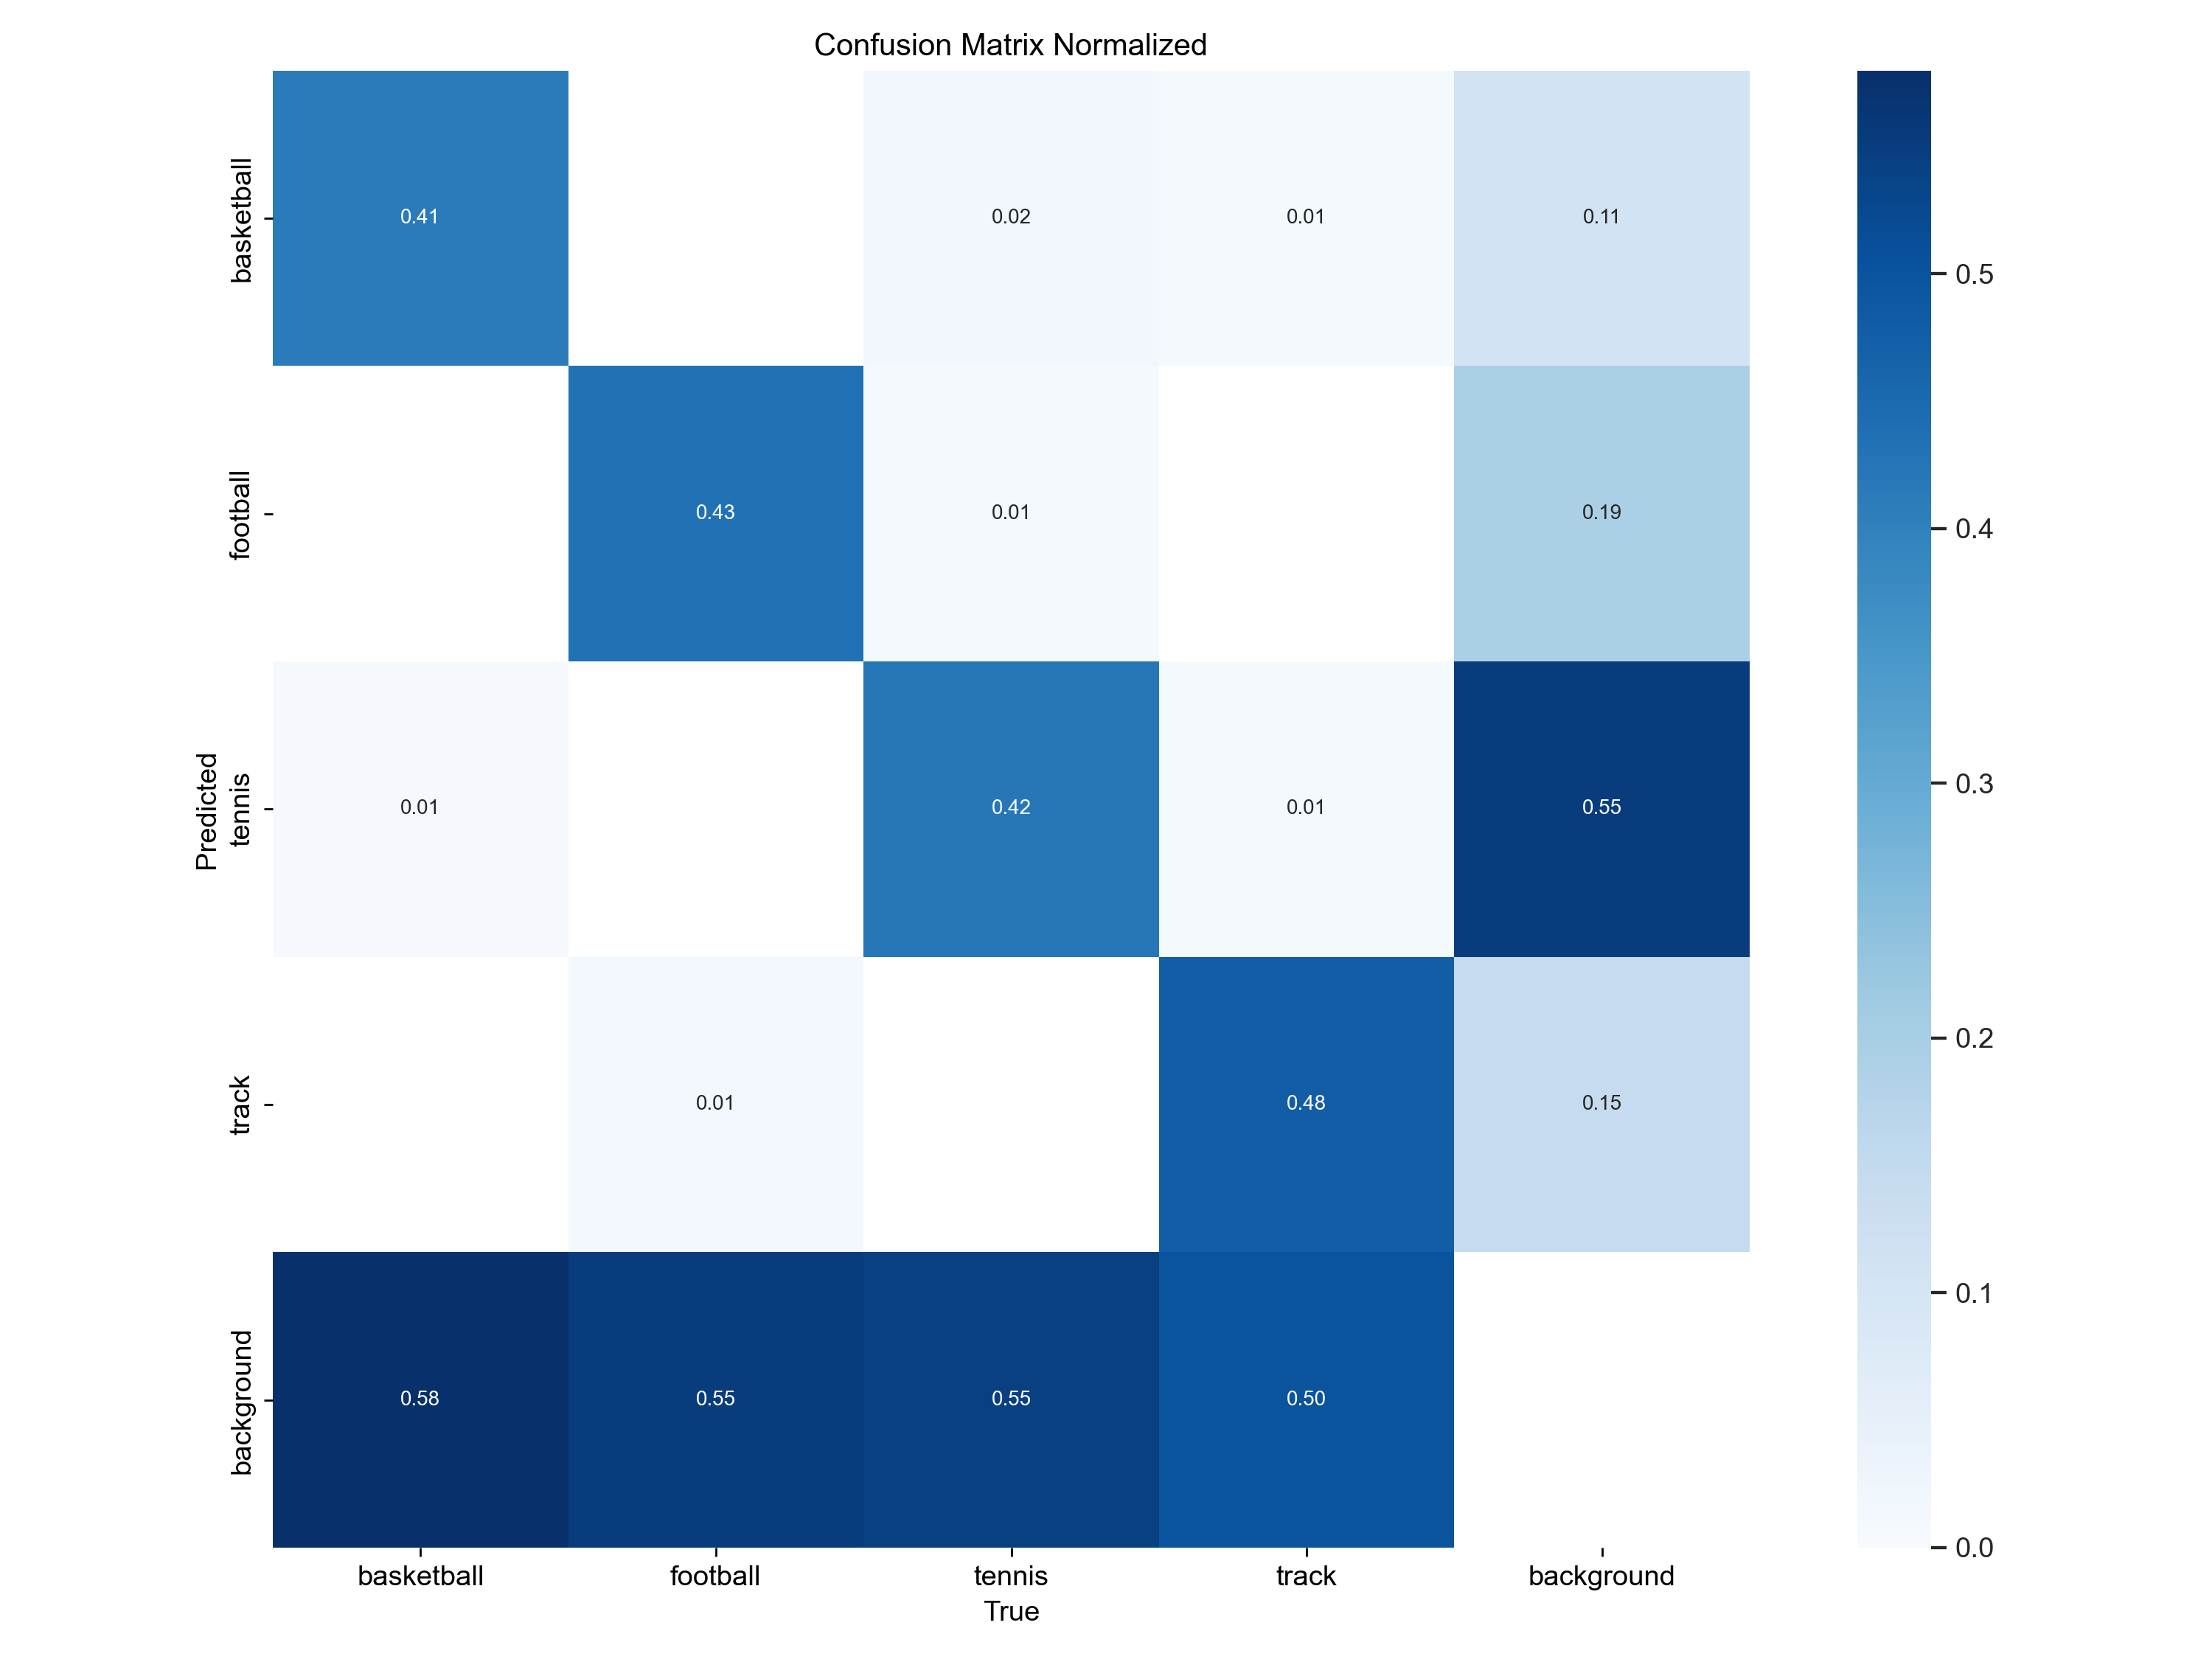 Confusion Matrix Normalized
basketball
0.41
0.02
0.01
0.11
0.5
football
0.43
0.01
0.19
0.4
Predicted
tennis
0.01
0.42
0.01
0.55
0.3
track
0.01
0.48
0.15
0.2
background
0.58
0.55
0.55
0.50
0.1
0.0
basketball
football
tennis
track
background
True